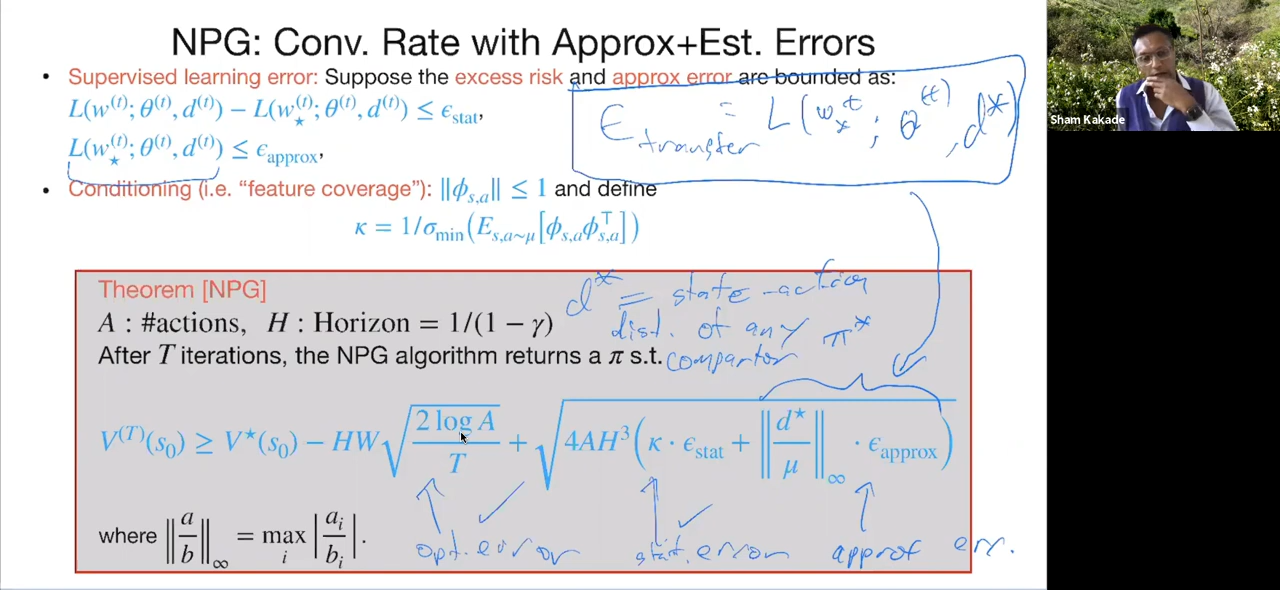 NPG: Conv. Rate with Approx+Est. Errors
• Supervised learning error: Suppose the excess risk and approx error are bounded as:
L(w^(t); θ^(t), d^(t)) − L(w_⋆^(t); θ^(t), d^(t)) ≤ ϵ_stat,
L(w_⋆^(t); θ^(t), d^(t)) ≤ ϵ_approx,
ϵ_transfer = L(w_*^t; θ^(t), d^*)
Sham Kakade
• Conditioning (i.e. “feature coverage”): ||ϕ_s,a|| ≤ 1 and define
κ = 1/σ_min(E_s,a∼μ[ϕ_s,a ϕ_s,a^⊤])
Theorem [NPG]
A : #actions, H : Horizon = 1/(1 − γ)
After T iterations, the NPG algorithm returns a π s.t.
d^* = state-action
dist. of any π^*
compartor
V^(T)(s_0) ≥ V^⋆(s_0) − HW√(2 log A / T) + √(4AH^3(κ · ϵ_stat + ||d^⋆/μ||_∞ · ϵ_approx))
where ||a/b||_∞ = max_i |a_i/b_i|.
opt. error
stat. error
approx err.